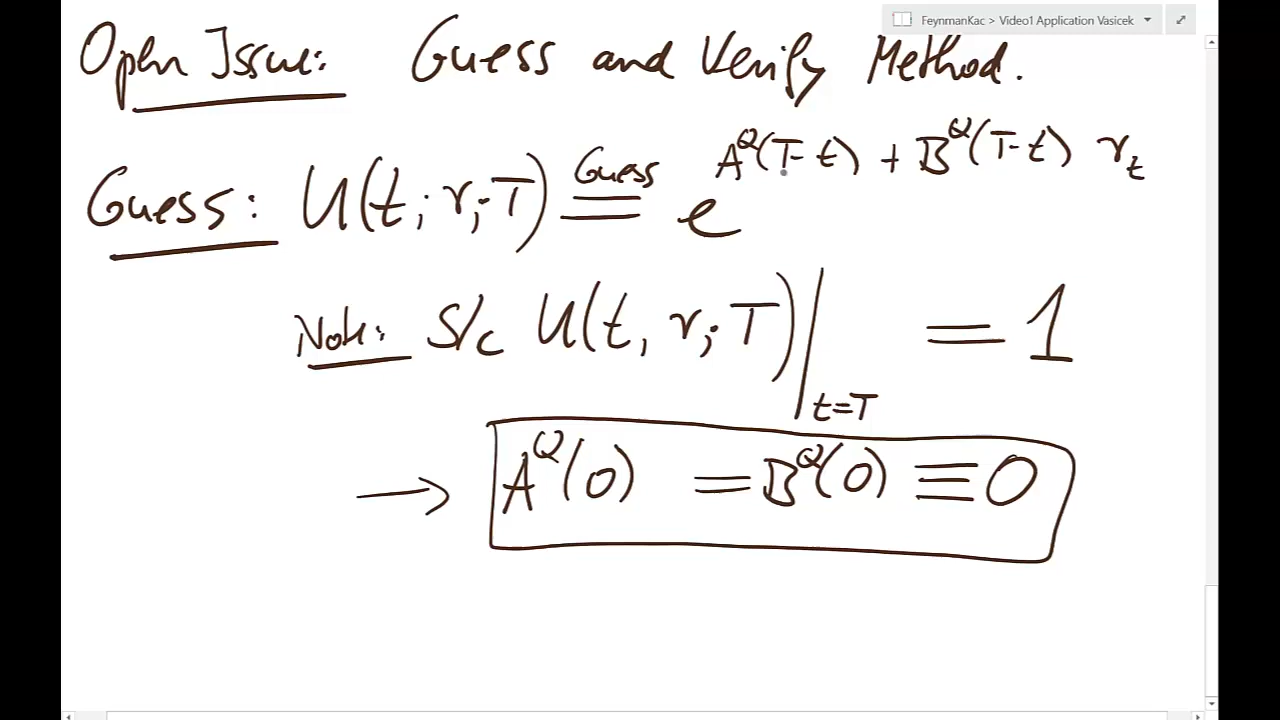 FeynmanKac > Video1 Application Vasicek
Open Issue: Guess and Verify Method.
Guess: U(t; r; T) ≡ Guess e^{A^Q(T-t) + B^Q(T-t) r_t}
Note: S/c U(t, r; T)|_{t=T} = 1
→ A^Q(0) = B^Q(0) ≡ 0